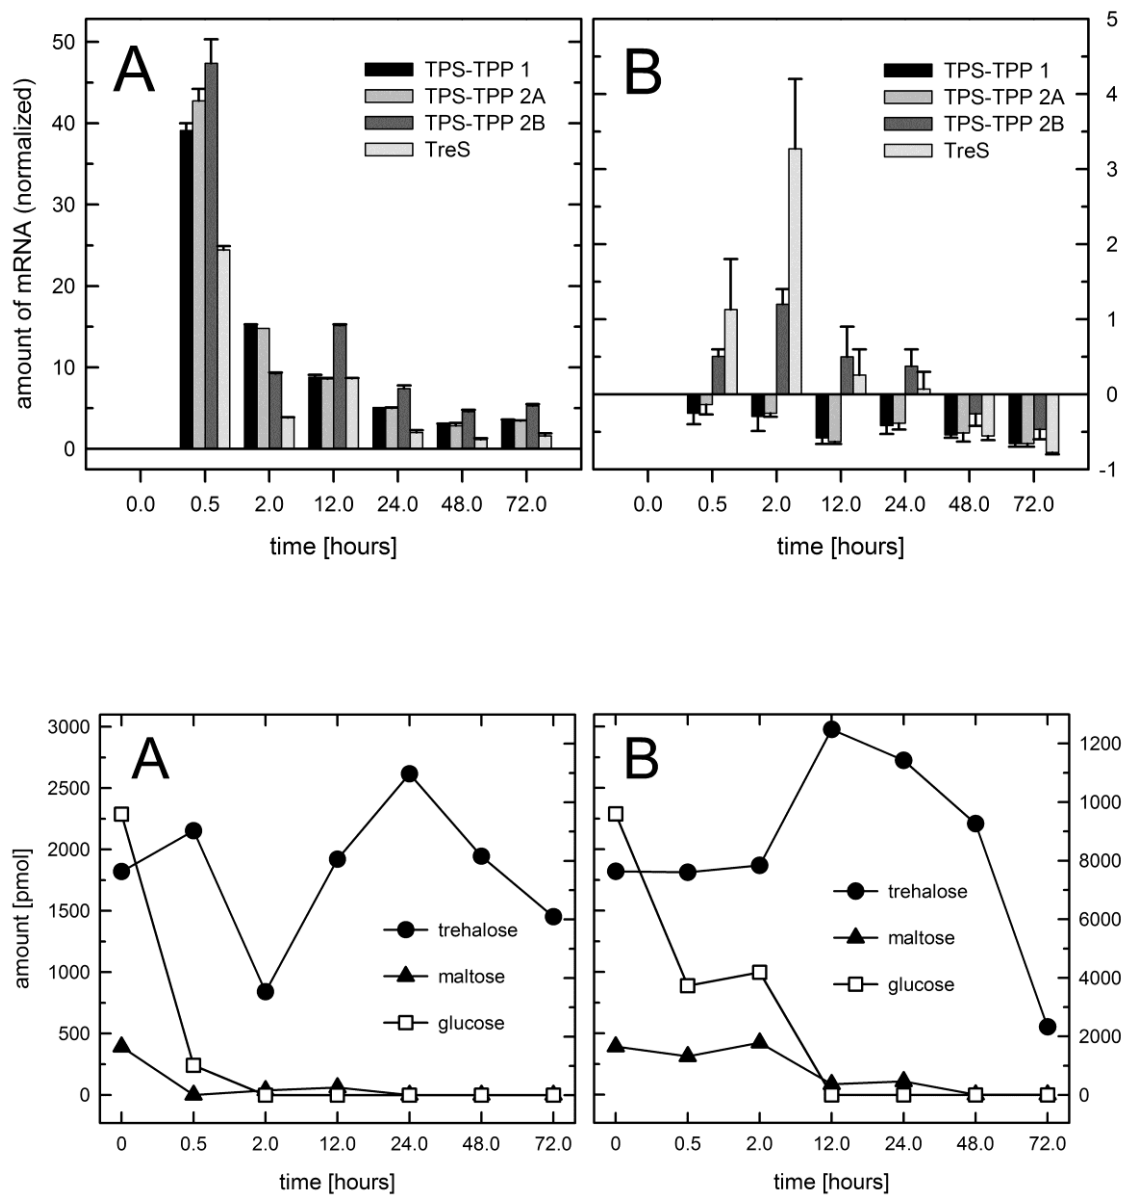 A
TPS-TPP 1
TPS-TPP 2A
TPS-TPP 2B
TreS
amount of mRNA (normalized)
50
40
30
20
10
0
0.0 0.5 2.0 12.0 24.0 48.0 72.0
time [hours]
B
TPS-TPP 1
TPS-TPP 2A
TPS-TPP 2B
TreS
5
4
3
2
1
0
-1
0.0 0.5 2.0 12.0 24.0 48.0 72.0
time [hours]
A
amount [pmol]
3000
2500
2000
1500
1000
500
0
trehalose
maltose
glucose
0 0.5 2.0 12.0 24.0 48.0 72.0
time [hours]
B
trehalose
maltose
glucose
1200
1000
8000
6000
4000
2000
0
0 0.5 2.0 12.0 24.0 48.0 72.0
time [hours]